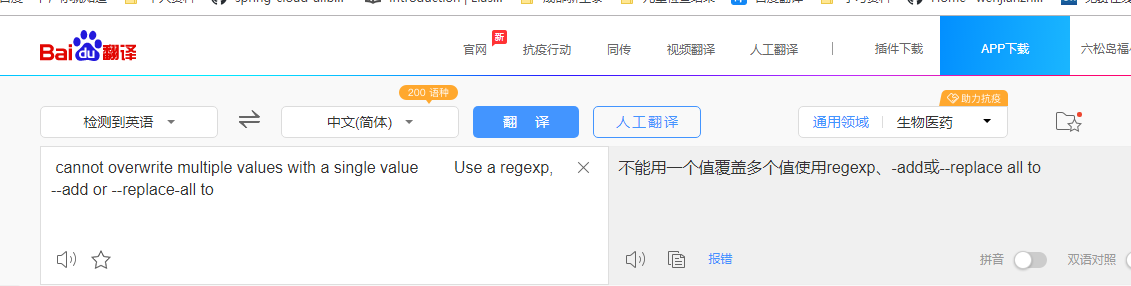 Bai du 翻译
官网 新 抗疫行动 同传 视频翻译 人工翻译 | 插件下载 APP下载 六松岛福
200 语种 助力抗疫
检测到英语 中文(简体) 翻 译 人工翻译 通用领域 生物医药
cannot overwrite multiple values with a single value Use a regexp,
--add or --replace-all to
不能用一个值覆盖多个值使用regexp、-add或--replace all to
报错 拼音 双语对照